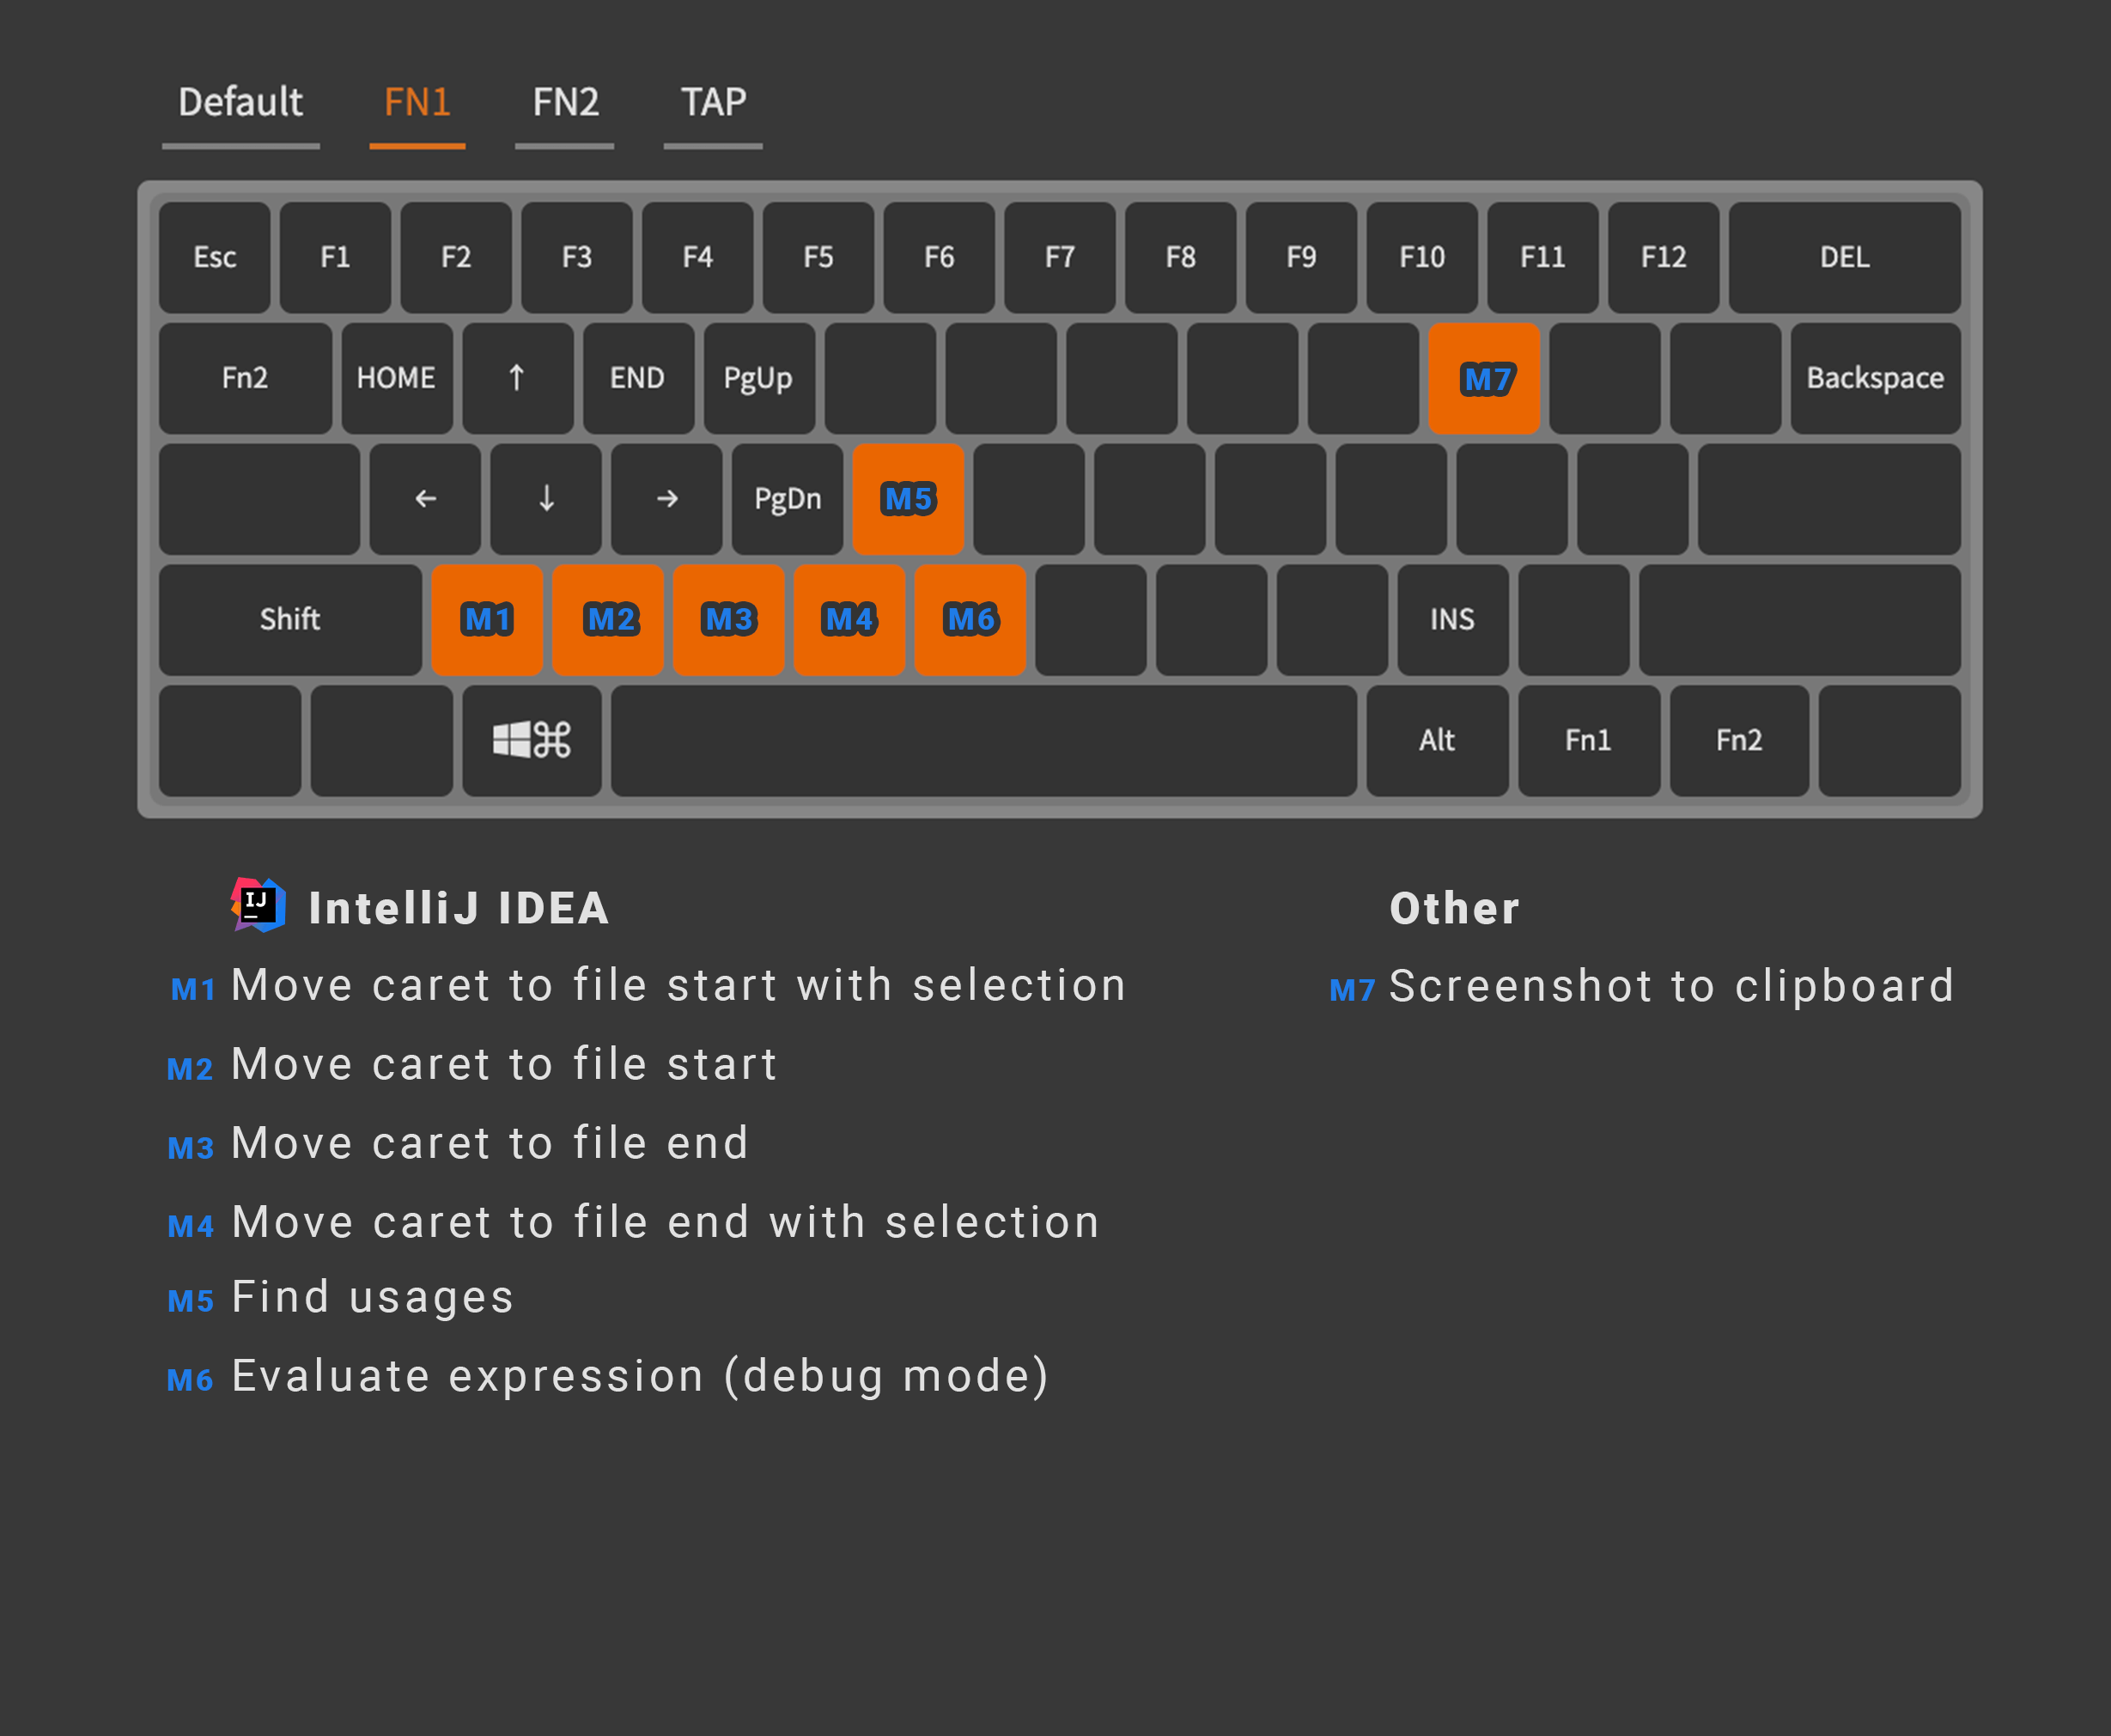 Default FN1 FN2 TAP
Esc F1 F2 F3 F4 F5 F6 F7 F8 F9 F10 F11 F12 DEL
Fn2 HOME ↑ END PgUp M7 Backspace
← ↓ → PgDn M5
Shift M1 M2 M3 M4 M6 INS
⌘ Alt Fn1 Fn2
IJ IntelliJ IDEA
M1 Move caret to file start with selection
M2 Move caret to file start
M3 Move caret to file end
M4 Move caret to file end with selection
M5 Find usages
M6 Evaluate expression (debug mode)
Other
M7 Screenshot to clipboard